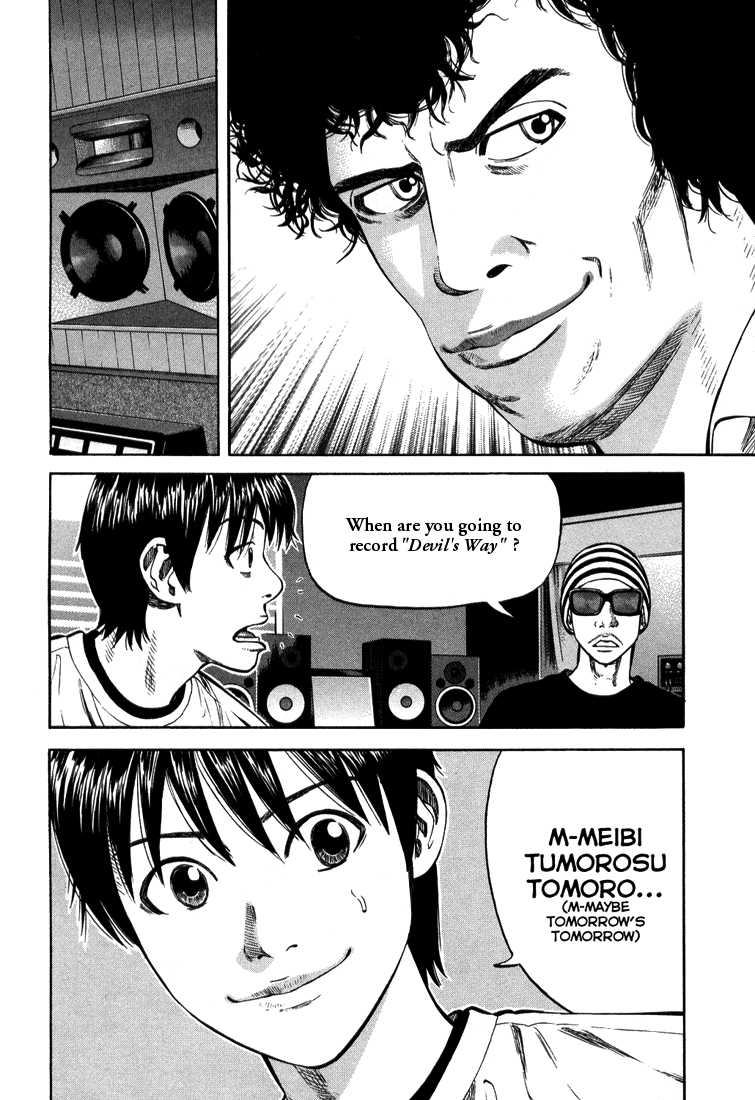 When are you going to
record "Devil's Way" ?
M-MEIBI
TUMOROSU
TOMORO...
(M-MAYBE
TOMORROW'S
TOMORROW)